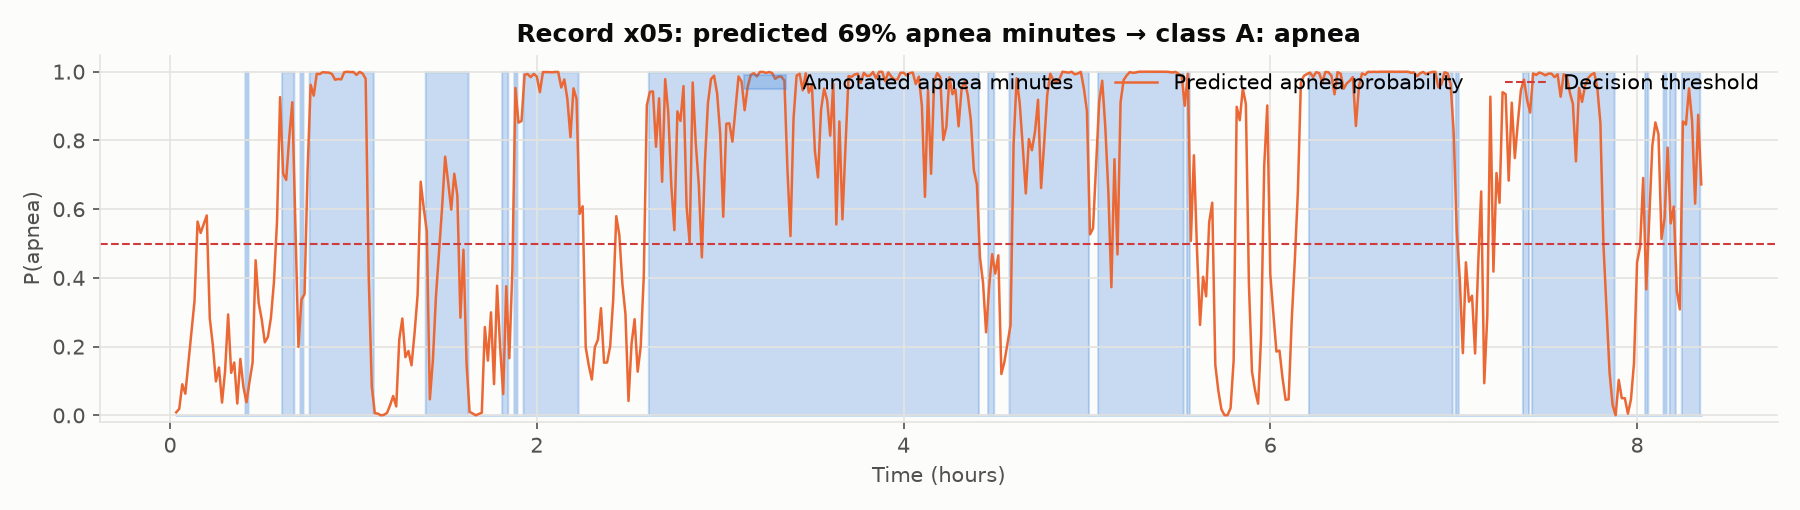 Record x05: predicted 69% apnea minutes → class A: apnea
Annotated apnea minutes
Predicted apnea probability
Decision threshold
P(apnea)
1.0
0.8
0.6
0.4
0.2
0.0
0
2
4
6
8
Time (hours)